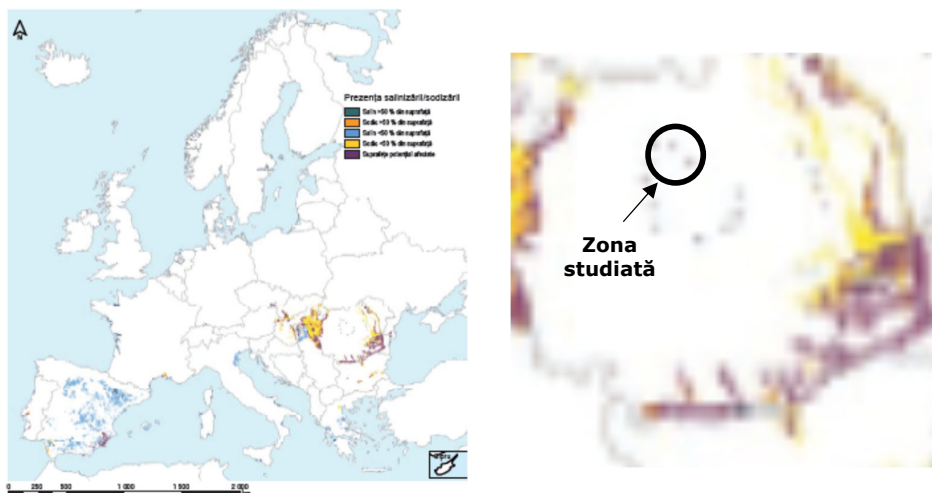 N
Prezența salinizării/sodizării
Salin >50 % din suprafață
Sodic >50 % din suprafață
Salin <50 % din suprafață
Sodic <50 % din suprafață
Suprafețe potențial afectate
Zona
studiată
0 250 500 1 000 1 500 2 000